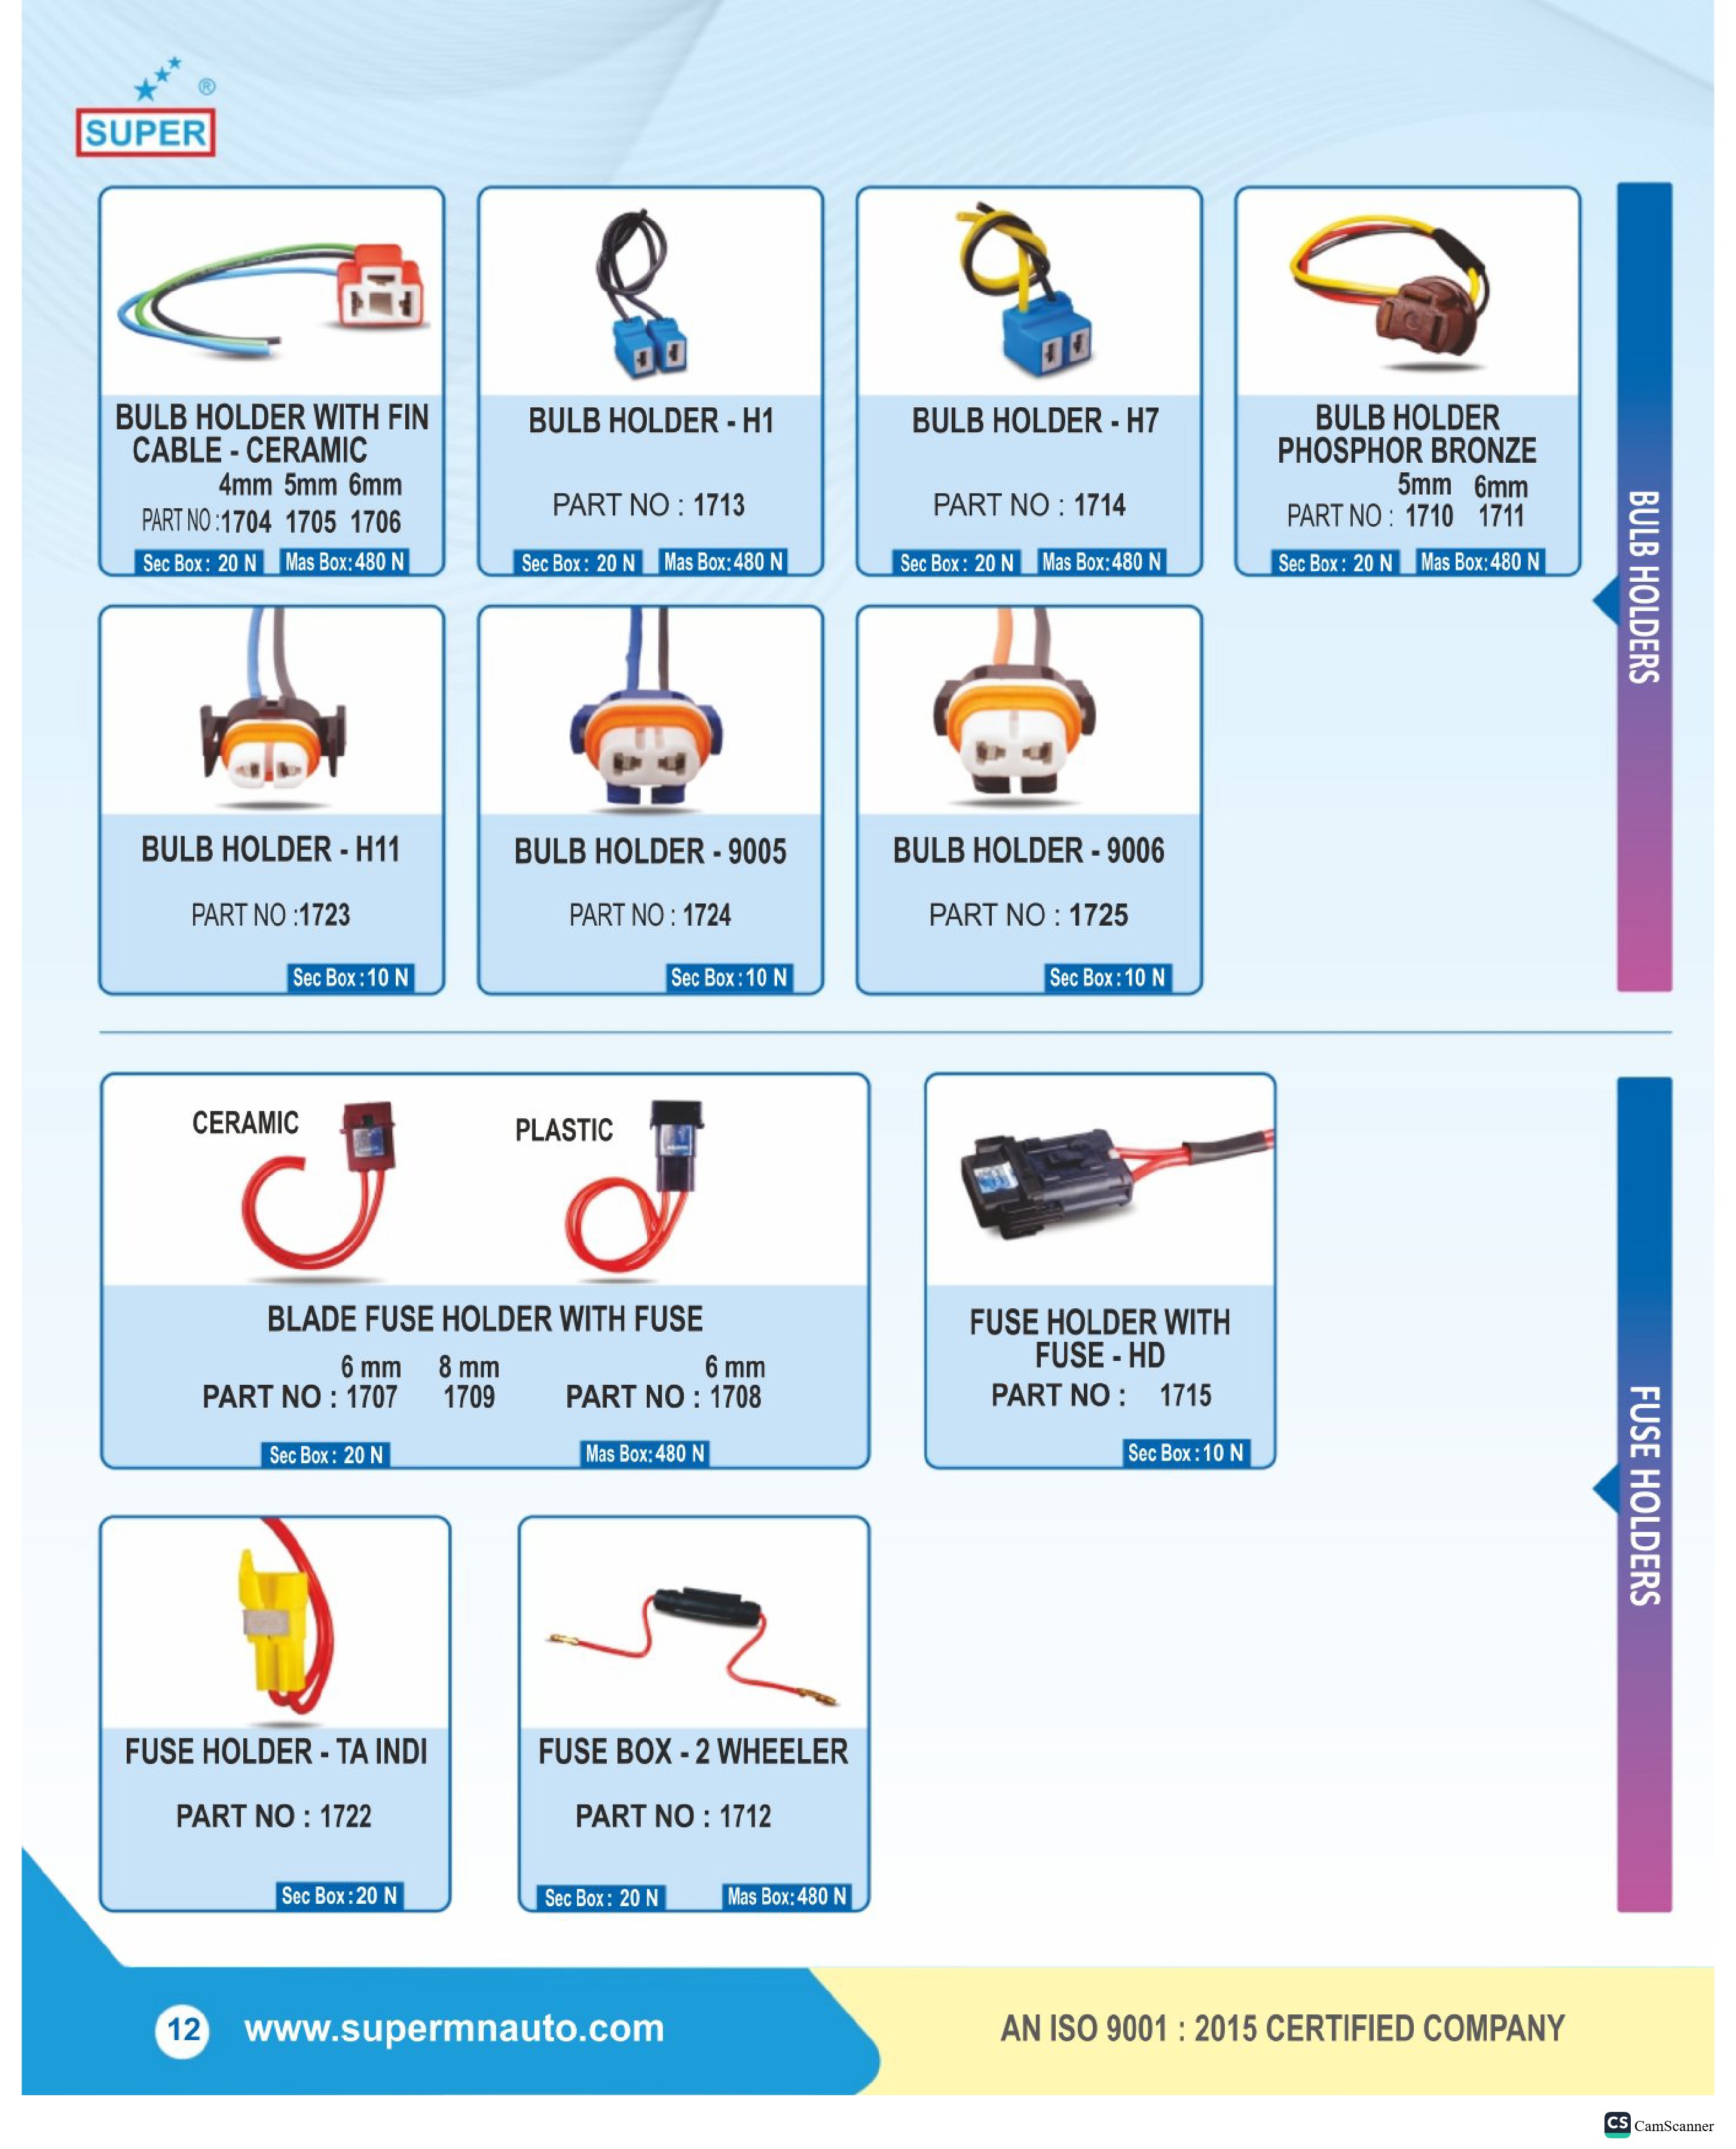 ®
SUPER
BULB HOLDER WITH FIN
CABLE - CERAMIC
4mm 5mm 6mm
PART NO : 1704 1705 1706
Sec Box : 20 N Mas Box : 480 N
BULB HOLDER - H1
PART NO : 1713
Sec Box : 20 N Mas Box : 480 N
BULB HOLDER - H7
PART NO : 1714
Sec Box : 20 N Mas Box : 480 N
BULB HOLDER
PHOSPHOR BRONZE
5mm 6mm
PART NO : 1710 1711
Sec Box : 20 N Mas Box : 480 N
BULB HOLDERS
BULB HOLDER - H11
PART NO : 1723
Sec Box : 10 N
BULB HOLDER - 9005
PART NO : 1724
Sec Box : 10 N
BULB HOLDER - 9006
PART NO : 1725
Sec Box : 10 N
CERAMIC
PLASTIC
BLADE FUSE HOLDER WITH FUSE
6 mm 8 mm 6 mm
PART NO : 1707 1709 PART NO : 1708
Sec Box : 20 N Mas Box : 480 N
FUSE HOLDER WITH
FUSE - HD
PART NO : 1715
Sec Box : 10 N
FUSE HOLDERS
FUSE HOLDER - TA INDI
PART NO : 1722
Sec Box : 20 N
FUSE BOX - 2 WHEELER
PART NO : 1712
Sec Box : 20 N Mas Box : 480 N
12 www.supermnauto.com
AN ISO 9001 : 2015 CERTIFIED COMPANY
CS CamScanner